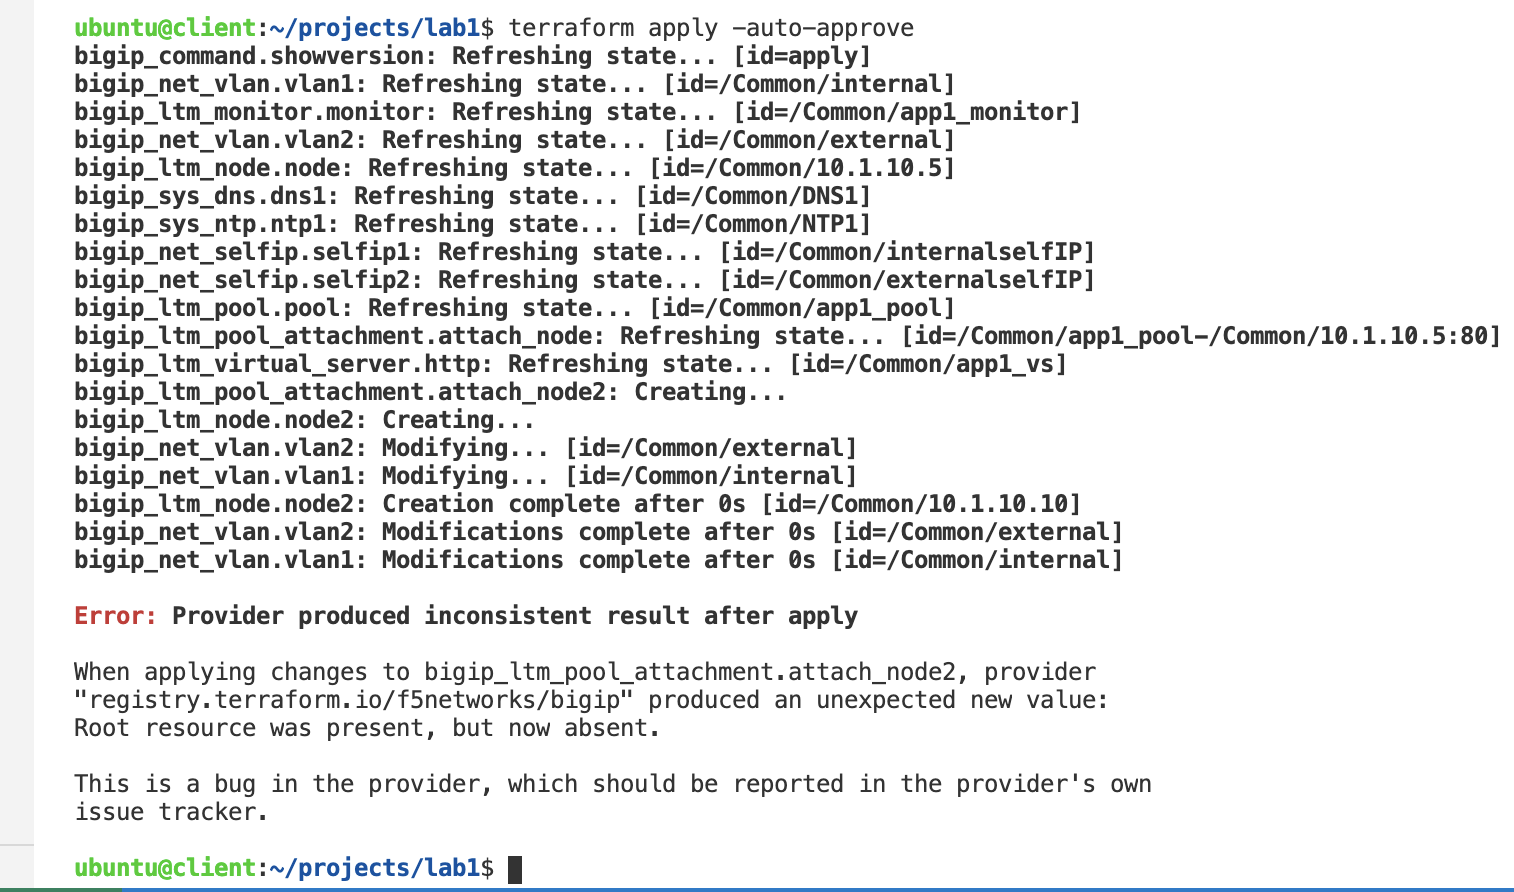 ubuntu@client:~/projects/lab1$ terraform apply -auto-approve
bigip_command.showversion: Refreshing state... [id=apply]
bigip_net_vlan.vlan1: Refreshing state... [id=/Common/internal]
bigip_ltm_monitor.monitor: Refreshing state... [id=/Common/app1_monitor]
bigip_net_vlan.vlan2: Refreshing state... [id=/Common/external]
bigip_ltm_node.node: Refreshing state... [id=/Common/10.1.10.5]
bigip_sys_dns.dns1: Refreshing state... [id=/Common/DNS1]
bigip_sys_ntp.ntp1: Refreshing state... [id=/Common/NTP1]
bigip_net_selfip.selfip1: Refreshing state... [id=/Common/internalselfIP]
bigip_net_selfip.selfip2: Refreshing state... [id=/Common/externalselfIP]
bigip_ltm_pool.pool: Refreshing state... [id=/Common/app1_pool]
bigip_ltm_pool_attachment.attach_node: Refreshing state... [id=/Common/app1_pool-/Common/10.1.10.5:80]
bigip_ltm_virtual_server.http: Refreshing state... [id=/Common/app1_vs]
bigip_ltm_pool_attachment.attach_node2: Creating...
bigip_ltm_node.node2: Creating...
bigip_net_vlan.vlan2: Modifying... [id=/Common/external]
bigip_net_vlan.vlan1: Modifying... [id=/Common/internal]
bigip_ltm_node.node2: Creation complete after 0s [id=/Common/10.1.10.10]
bigip_net_vlan.vlan2: Modifications complete after 0s [id=/Common/external]
bigip_net_vlan.vlan1: Modifications complete after 0s [id=/Common/internal]
Error: Provider produced inconsistent result after apply
When applying changes to bigip_ltm_pool_attachment.attach_node2, provider
"registry.terraform.io/f5networks/bigip" produced an unexpected new value:
Root resource was present, but now absent.
This is a bug in the provider, which should be reported in the provider's own
issue tracker.
ubuntu@client:~/projects/lab1$